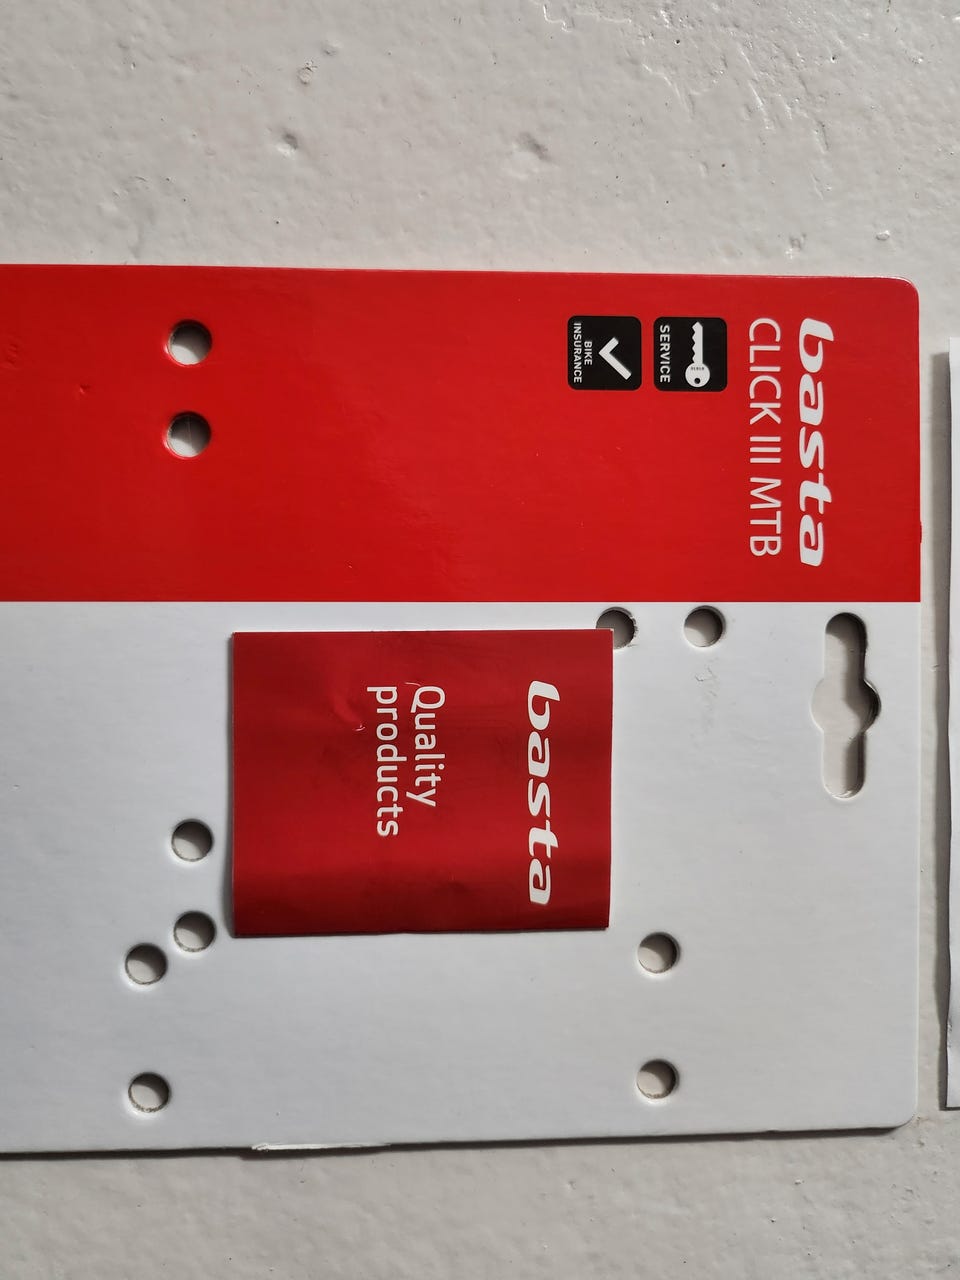 basta
CLICK III MTB
SERVICE
BIKE
INSURANCE
basta
Quality
products